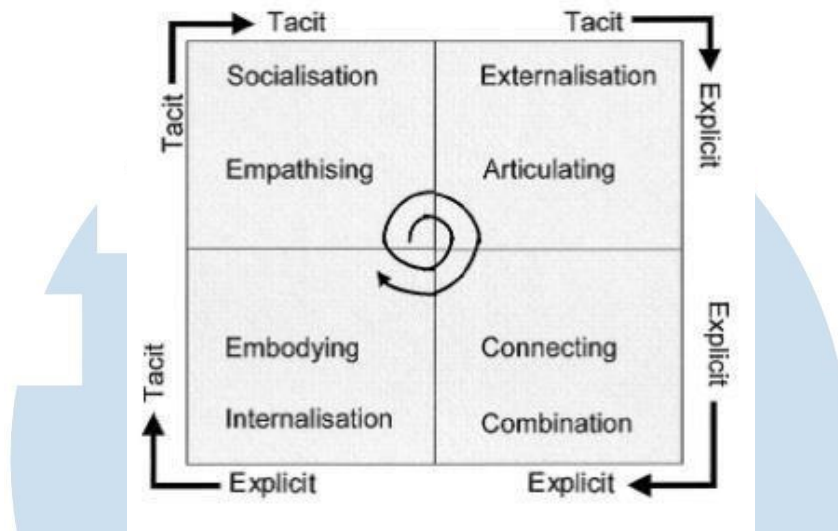 Tacit Tacit
Tacit
Explicit
Socialisation Externalisation
Empathising Articulating
Embodying Connecting
Internalisation Combination
Tacit
Explicit
Explicit Explicit